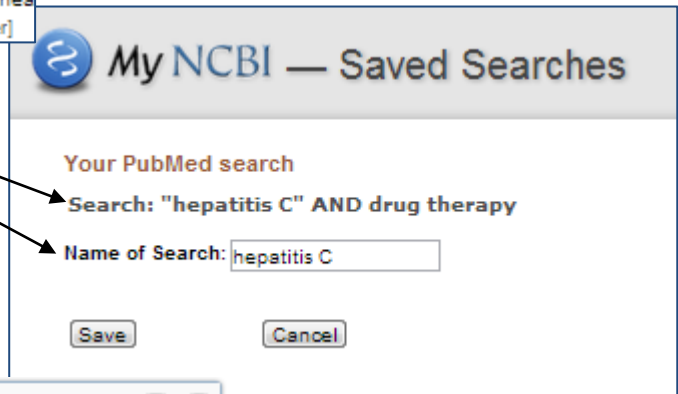 r]
My NCBI — Saved Searches
Your PubMed search
Search: "hepatitis C" AND drug therapy
Name of Search: hepatitis C
Save Cancel